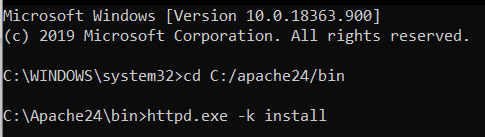 Microsoft Windows [Version 10.0.18363.900]
(c) 2019 Microsoft Corporation. All rights reserved.
C:\WINDOWS\system32>cd C:/apache24/bin
C:\Apache24\bin>httpd.exe -k install